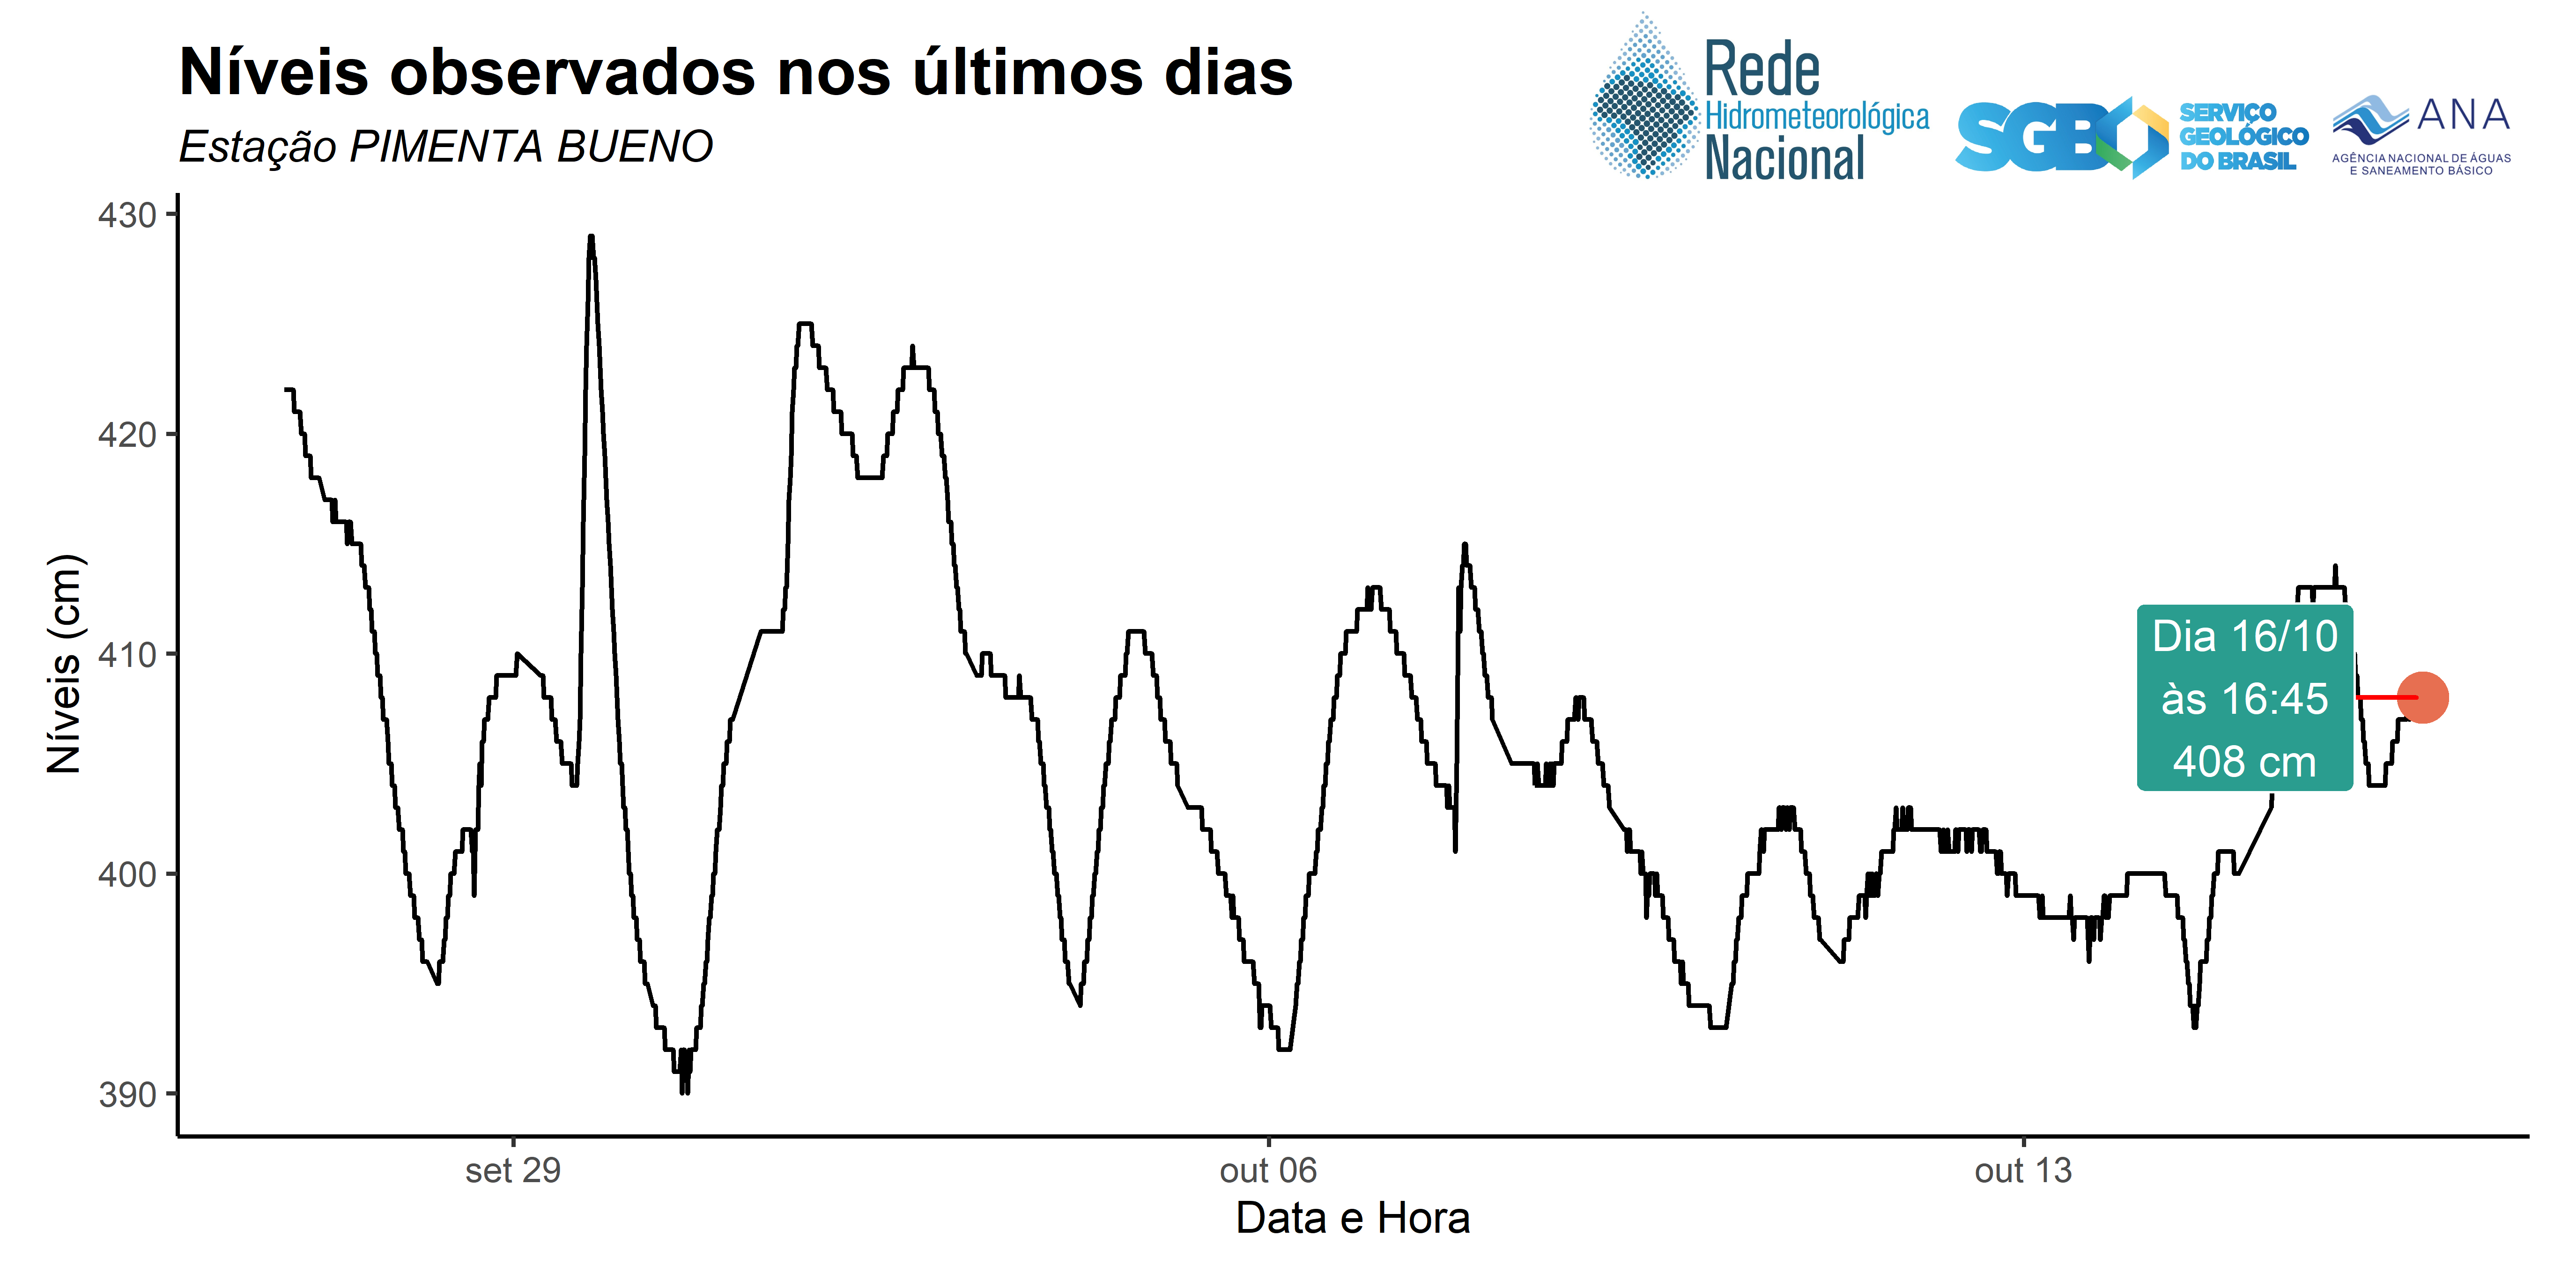 Níveis observados nos últimos dias
Estação PIMENTA BUENO
Rede
Hidrometeorológica
Nacional
SGB
SERVIÇO
GEOLÓGICO
DO BRASIL
ANA
AGÊNCIA NACIONAL DE ÁGUAS
E SANEAMENTO BÁSICO
Níveis (cm)
430
420
410
400
390
Dia 16/10
às 16:45
408 cm
set 29
out 06
out 13
Data e Hora